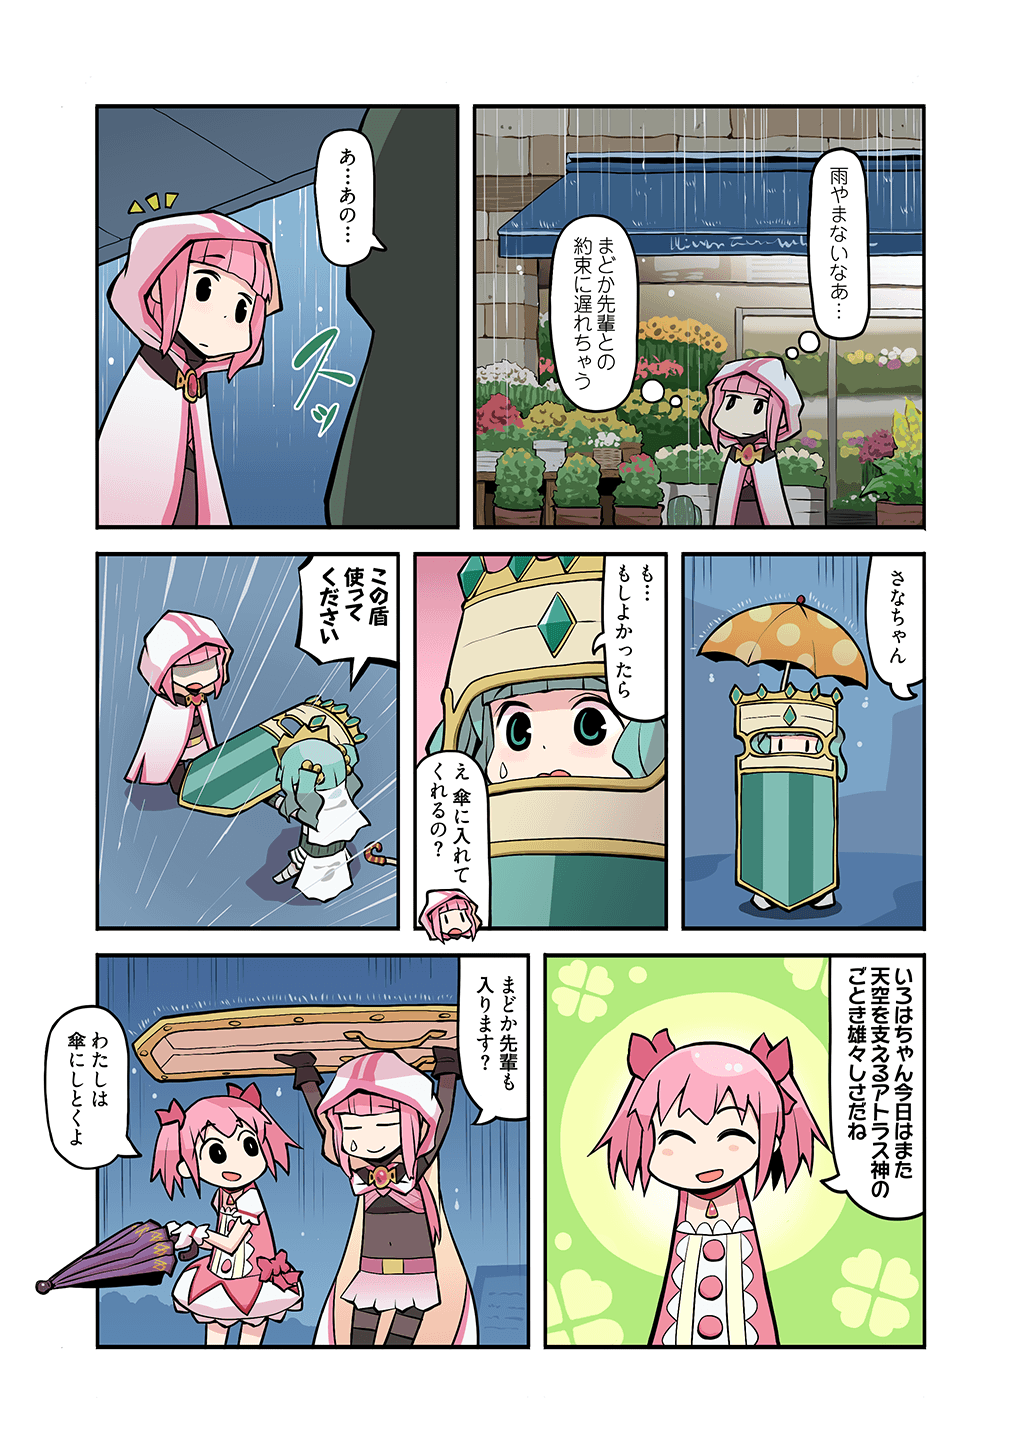 雨やまないなあ…
まどか先輩との
約束に遅れちゃう
あ…あの…
スッ
さなちゃん
も…
もしよかったら
え 傘に入れて
くれるの？
この盾
使って
ください
いろはちゃん今日はまた
天空を支えるアトラス神の
ごとき雄々しさだね
まどか先輩も
入ります？
わたしは
傘にしとくよ